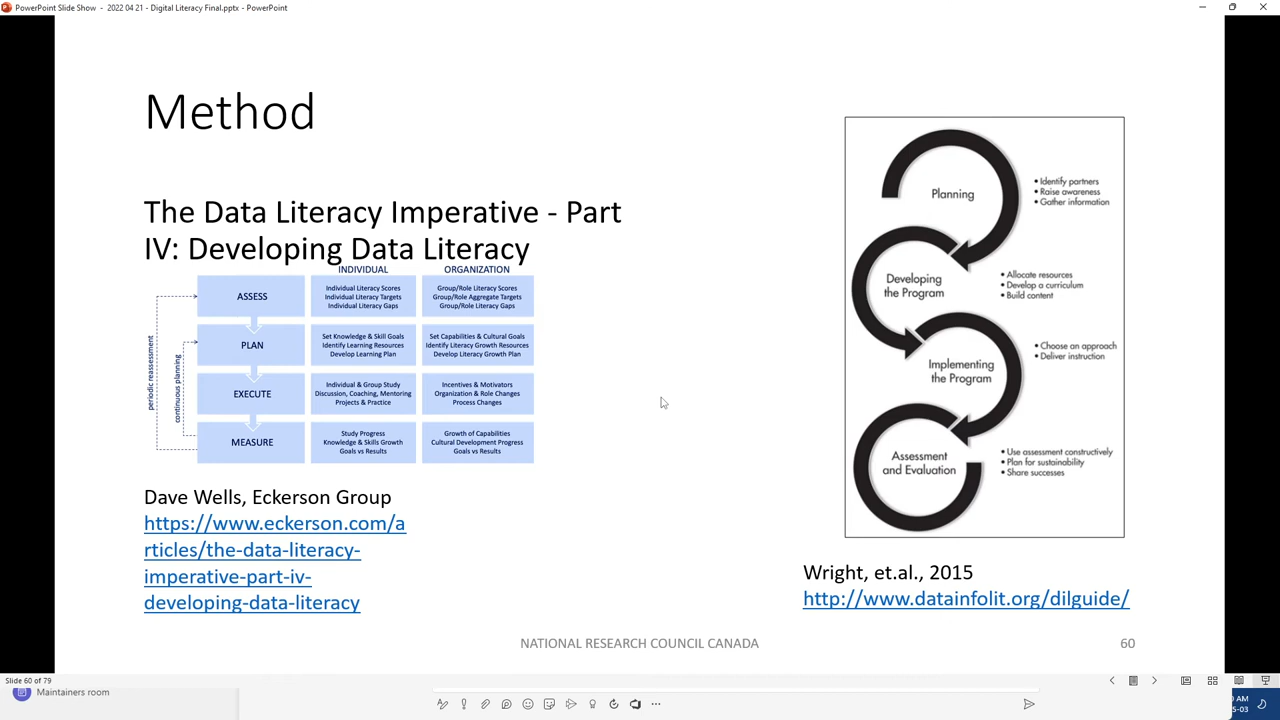 PowerPoint Slide Show - 2022 04 21 - Digital Literacy Final.pptx - PowerPoint
Method
The Data Literacy Imperative - Part
IV: Developing Data Literacy
INDIVIDUAL
ORGANIZATION
periodic reassessment
continuous planning
ASSESS
Individual Literacy Scores
Individual Literacy Targets
Individual Literacy Gaps
Group/Role Literacy Scores
Group/Role Aggregate Targets
Group/Role Literacy Gaps
PLAN
Set Knowledge & Skill Goals
Identify Learning Resources
Develop Learning Plan
Set Capabilities & Cultural Goals
Identify Literacy Growth Resources
Develop Literacy Growth Plan
EXECUTE
Individual & Group Study
Discussion, Coaching, Mentoring
Projects & Practice
Incentives & Motivators
Organization & Role Changes
Process Changes
MEASURE
Study Progress
Knowledge & Skills Growth
Goals vs Results
Growth of Capabilities
Cultural Development Progress
Goals vs Results
Dave Wells, Eckerson Group
https://www.eckerson.com/a
rticles/the-data-literacy-
imperative-part-iv-
developing-data-literacy
Planning
• Identify partners
• Raise awareness
• Gather information
Developing
the Program
• Allocate resources
• Develop a curriculum
• Build content
Implementing
the Program
• Choose an approach
• Deliver instruction
Assessment
and Evaluation
• Use assessment constructively
• Plan for sustainability
• Share successes
Wright, et.al., 2015
http://www.datainfolit.org/dilguide/
NATIONAL RESEARCH COUNCIL CANADA
60
Slide 60 of 79
Maintainers room